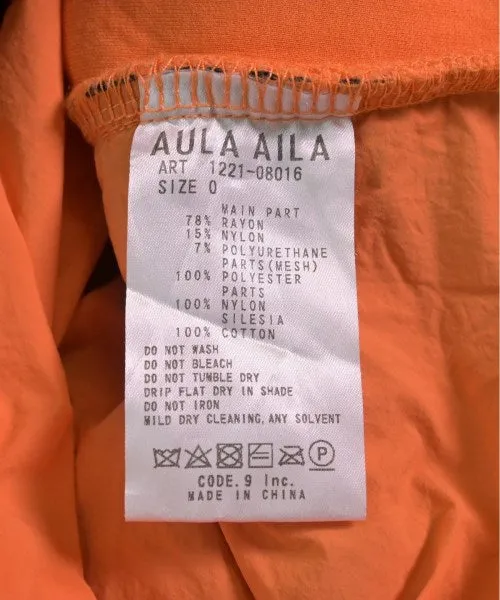 AULA AILA
ART 1221-08016
SIZE 0
MAIN PART
78% RAYON
15% NYLON
7% POLYURETHANE
PARTS(MESH)
100% POLYESTER
PARTS
100% NYLON
SILESIA
100% COTTON
DO NOT WASH
DO NOT BLEACH
DO NOT TUMBLE DRY
DRIP FLAT DRY IN SHADE
DO NOT IRON
MILD DRY CLEANING, ANY SOLVENT
P
CODE.9 Inc.
MADE IN CHINA